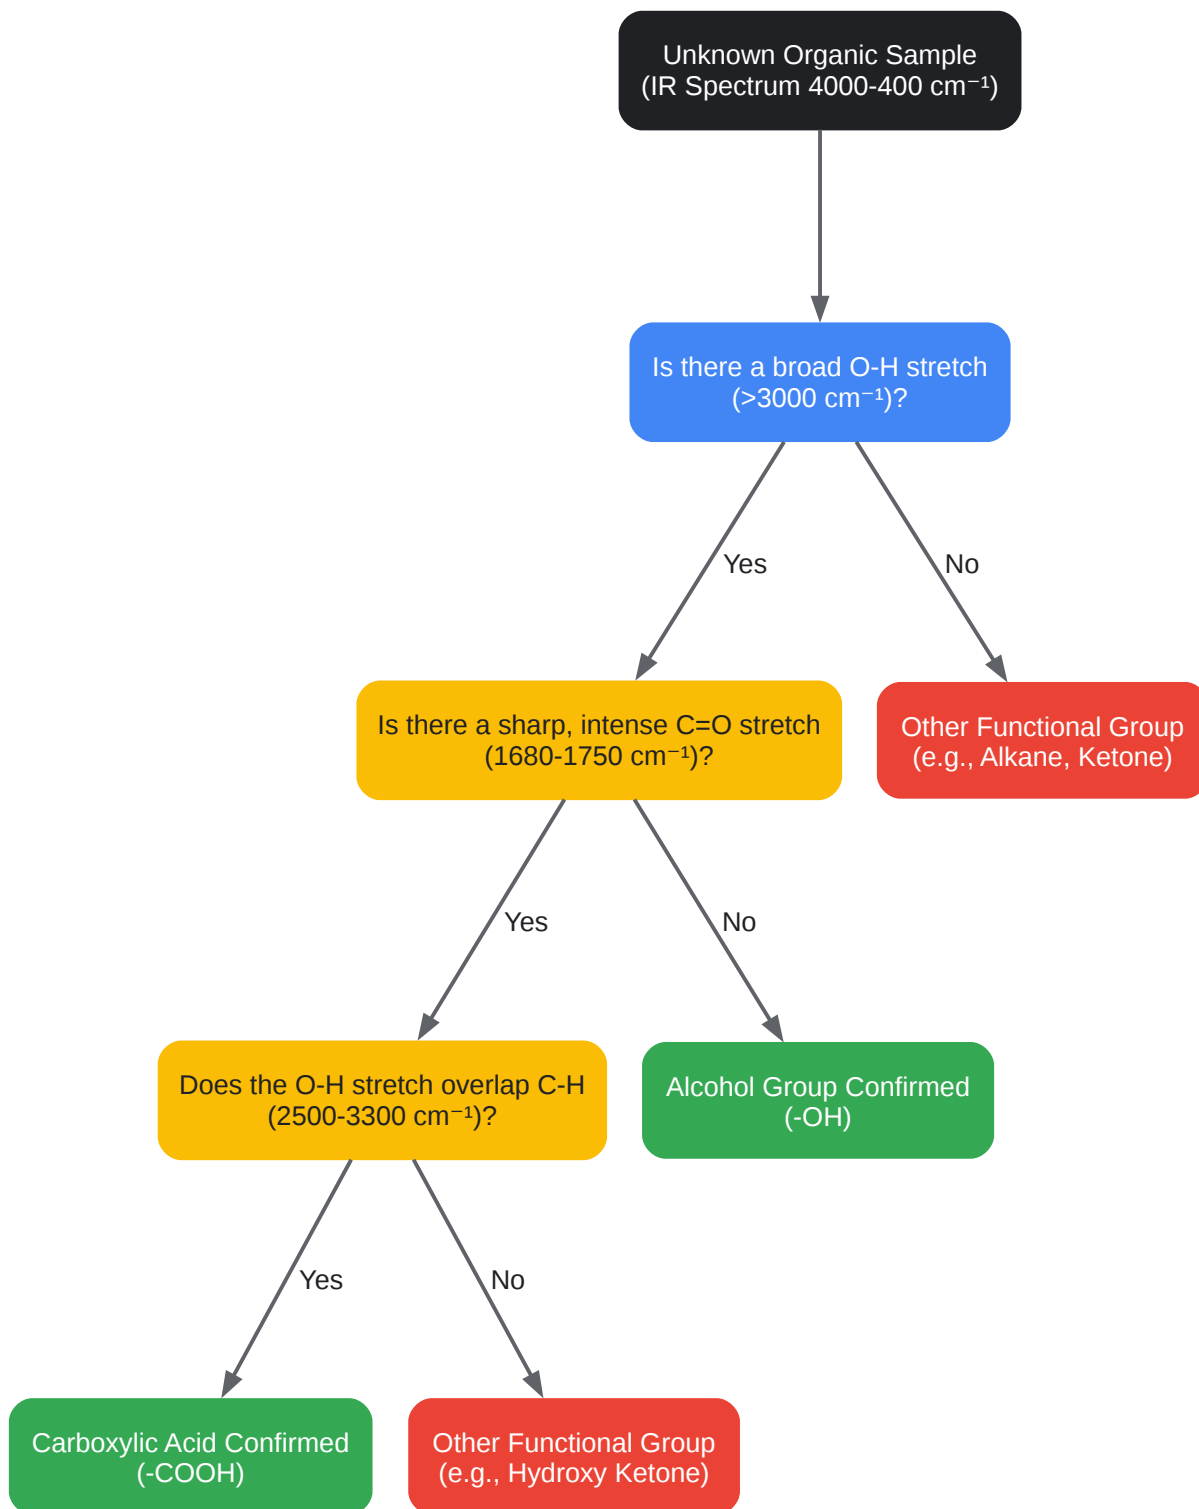 Unknown Organic Sample
(IR Spectrum 4000-400 cm⁻¹)
Is there a broad O-H stretch
(>3000 cm⁻¹)?
Yes
No
Is there a sharp, intense C=O stretch
(1680-1750 cm⁻¹)?
Other Functional Group
(e.g., Alkane, Ketone)
Yes
No
Does the O-H stretch overlap C-H
(2500-3300 cm⁻¹)?
Alcohol Group Confirmed
(-OH)
Yes
No
Carboxylic Acid Confirmed
(-COOH)
Other Functional Group
(e.g., Hydroxy Ketone)